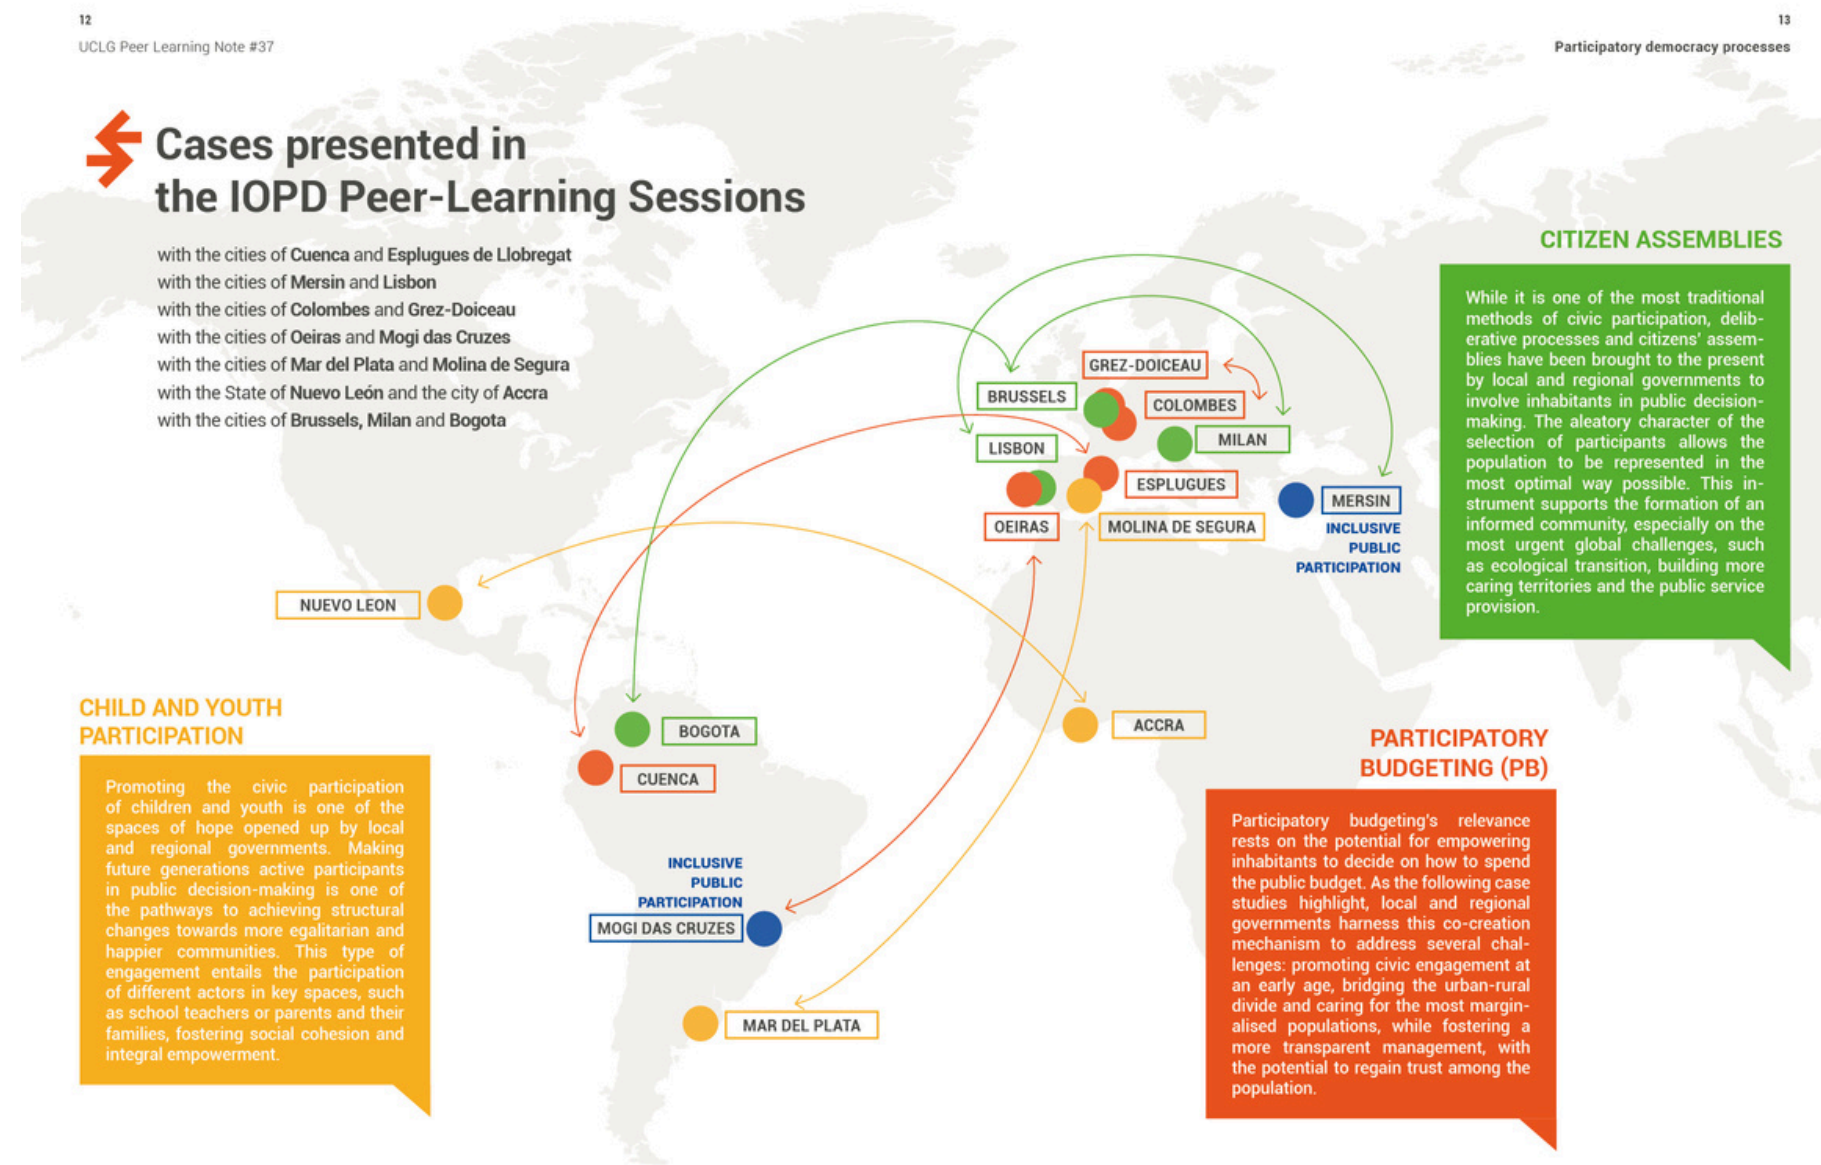 12
UCLG Peer Learning Note #37
13
Participatory democracy processes
Cases presented in
the IOPD Peer-Learning Sessions
with the cities of Cuenca and Esplugues de Llobregat
with the cities of Mersin and Lisbon
with the cities of Colombes and Grez-Doiceau
with the cities of Oeiras and Mogi das Cruzes
with the cities of Mar del Plata and Molina de Segura
with the State of Nuevo León and the city of Accra
with the cities of Brussels, Milan and Bogota
CITIZEN ASSEMBLIES
While it is one of the most traditional
methods of civic participation, delib-
erative processes and citizens' assem-
blies have been brought to the present
by local and regional governments to
involve inhabitants in public decision-
making. The aleatory character of the
selection of participants allows the
population to be represented in the
most optimal way possible. This in-
strument supports the formation of an
informed community, especially on the
most urgent global challenges, such
as ecological transition, building more
caring territories and the public service
provision.
GREZ-DOICEAU
BRUSSELS
COLOMBES
MILAN
LISBON
ESPLUGUES
MERSIN
INCLUSIVE
PUBLIC
PARTICIPATION
OEIRAS
MOLINA DE SEGURA
NUEVO LEON
BOGOTA
ACCRA
CUENCA
INCLUSIVE
PUBLIC
PARTICIPATION
MOGI DAS CRUZES
MAR DEL PLATA
CHILD AND YOUTH
PARTICIPATION
Promoting the civic participation
of children and youth is one of the
spaces of hope opened up by local
and regional governments. Making
future generations active participants
in public decision-making is one of
the pathways to achieving structural
changes towards more egalitarian and
happier communities. This type of
engagement entails the participation
of different actors in key spaces, such
as school teachers or parents and their
families, fostering social cohesion and
integral empowerment.
PARTICIPATORY
BUDGETING (PB)
Participatory budgeting's relevance
rests on the potential for empowering
inhabitants to decide on how to spend
the public budget. As the following case
studies highlight, local and regional
governments harness this co-creation
mechanism to address several chal-
lenges: promoting civic engagement at
an early age, bridging the urban-rural
divide and caring for the most margin-
alised populations, while fostering a
more transparent management, with
the potential to regain trust among the
population.